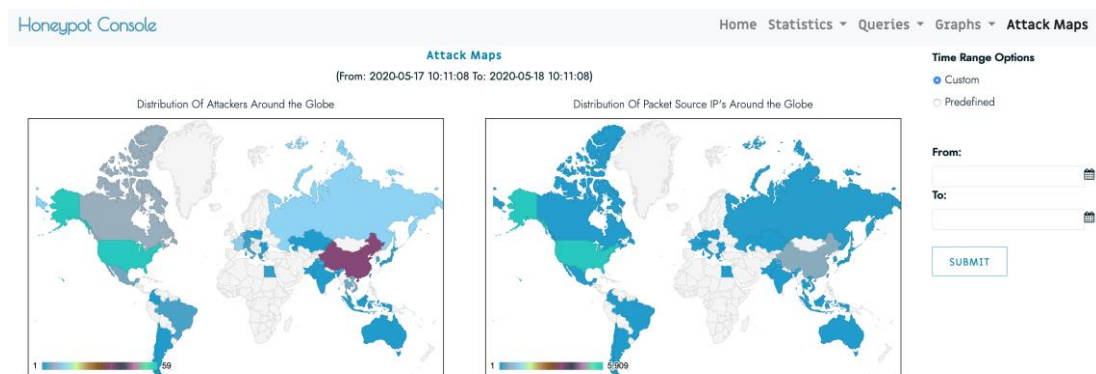 Honeypot Console
Home Statistics Queries Graphs Attack Maps
Attack Maps
(From: 2020-05-17 10:11:08 To: 2020-05-18 10:11:08)
Distribution Of Attackers Around the Globe
1 59
Distribution Of Packet Source IP's Around the Globe
1 5,909
Time Range Options
Custom
Predefined
From:
To:
SUBMIT